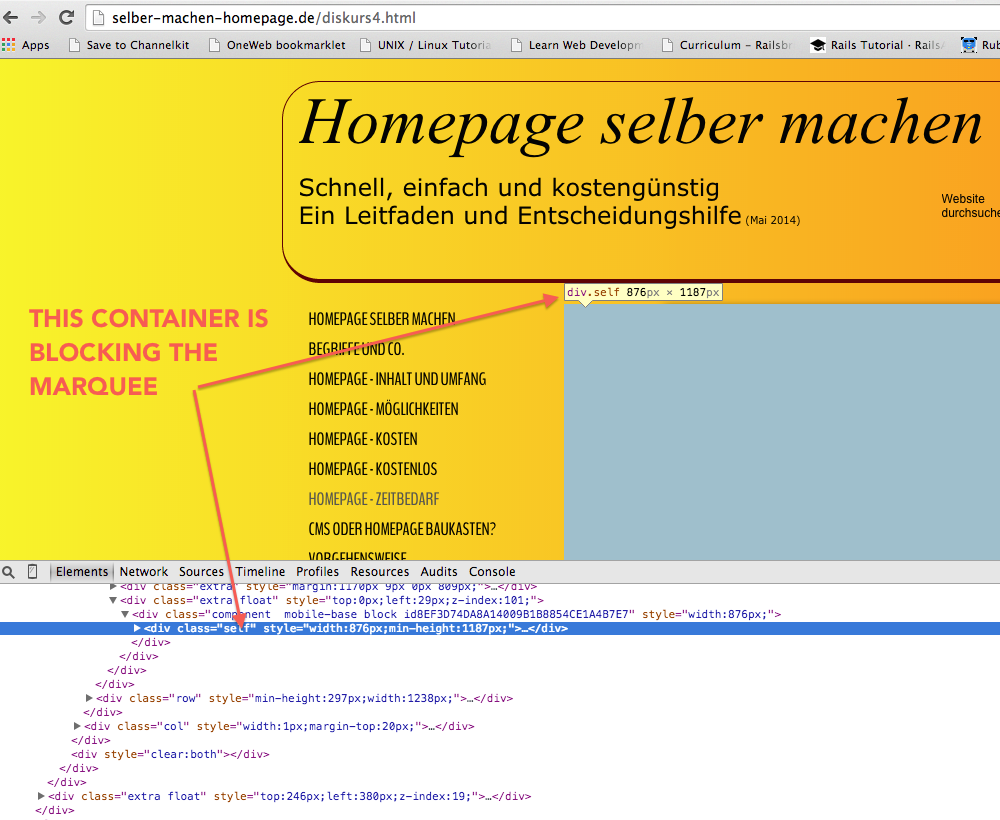 selber-machen-homepage.de/diskurs4.html
Apps Save to Channelkit OneWeb bookmarklet UNIX / Linux Tutoria Learn Web Developm Curriculum – Railsbr Rails Tutorial · RailsA Rub
Homepage selber machen
Schnell, einfach und kostengünstig
Ein Leitfaden und Entscheidungshilfe (Mai 2014)
Website
durchsuche
div.self 876px × 1187px
THIS CONTAINER IS
BLOCKING THE
MARQUEE
HOMEPAGE SELBER MACHEN
BEGRIFFE UND CO.
HOMEPAGE - INHALT UND UMFANG
HOMEPAGE - MÖGLICHKEITEN
HOMEPAGE - KOSTEN
HOMEPAGE - KOSTENLOS
HOMEPAGE - ZEITBEDARF
CMS ODER HOMEPAGE BAUKASTEN?
VORGEHENSWEISE
Elements Network Sources Timeline Profiles Resources Audits Console
<div class="extra" style="margin:1170px 9px 0px 809px;">…</div>
<div class="extra float" style="top:0px;left:29px;z-index:101;">
<div class="component mobile-base block idBEF3D74DA8A14009B1B8854CE1A4B7E7" style="width:876px;">
<div class="self" style="width:876px;min-height:1187px;">…</div>
</div>
</div>
</div>
</div>
<div class="row" style="min-height:297px;width:1238px;">…</div>
</div>
<div class="col" style="width:1px;margin-top:20px;">…</div>
</div>
<div style="clear:both"></div>
</div>
</div>
<div class="extra float" style="top:246px;left:380px;z-index:19;">…</div>
</div>